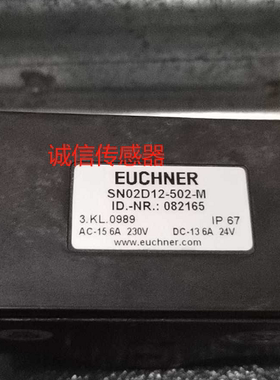 诚信传感器
EUCHNER
SN02D12-502-M
ID.-NR.: 082165
3.KL.0989 IP 67
AC-15 6A 230V DC-13 6A 24V
www.euchner.com